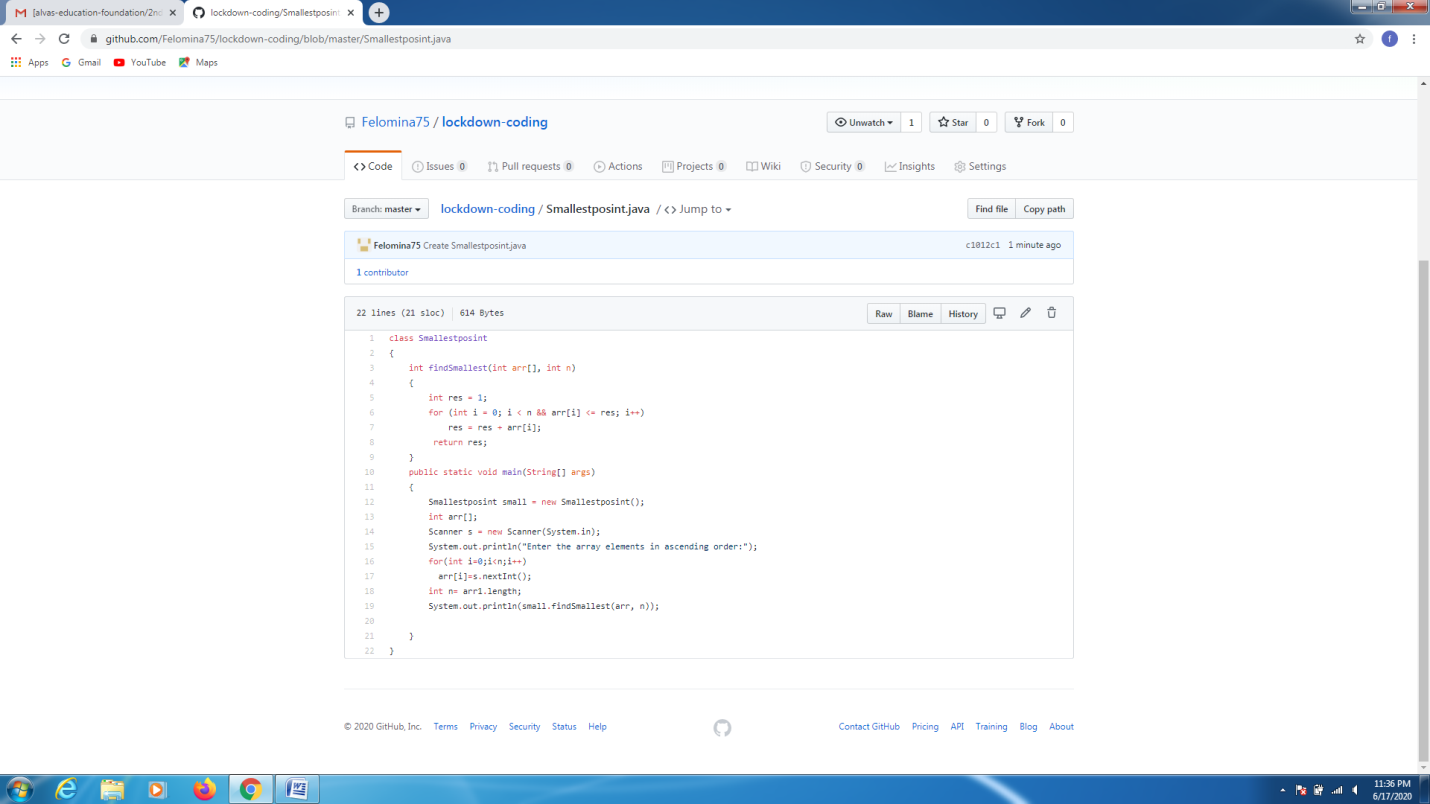 [alvas-education-foundation/2nd
lockdown-coding/Smallestposint
github.com/Felomina75/lockdown-coding/blob/master/Smallestposint.java
f
Apps Gmail YouTube Maps
Felomina75 / lockdown-coding
Unwatch 1 Star 0 Fork 0
Code Issues 0 Pull requests 0 Actions Projects 0 Wiki Security 0 Insights Settings
Branch: master lockdown-coding / Smallestposint.java / Jump to Find file Copy path
Felomina75 Create Smallestposint.java c1012c1 1 minute ago
1 contributor
22 lines (21 sloc) 614 Bytes Raw Blame History
1 class Smallestposint
2 {
3 int findSmallest(int arr[], int n)
4 {
5 int res = 1;
6 for (int i = 0; i < n && arr[i] <= res; i++)
7 res = res + arr[i];
8 return res;
9 }
10 public static void main(String[] args)
11 {
12 Smallestposint small = new Smallestposint();
13 int arr[];
14 Scanner s = new Scanner(System.in);
15 System.out.println("Enter the array elements in ascending order:");
16 for(int i=0;i<n;i++)
17 arr[i]=s.nextInt();
18 int n= arr1.length;
19 System.out.println(small.findSmallest(arr, n));
20
21 }
22 }
© 2020 GitHub, Inc. Terms Privacy Security Status Help Contact GitHub Pricing API Training Blog About
11:36 PM
6/17/2020